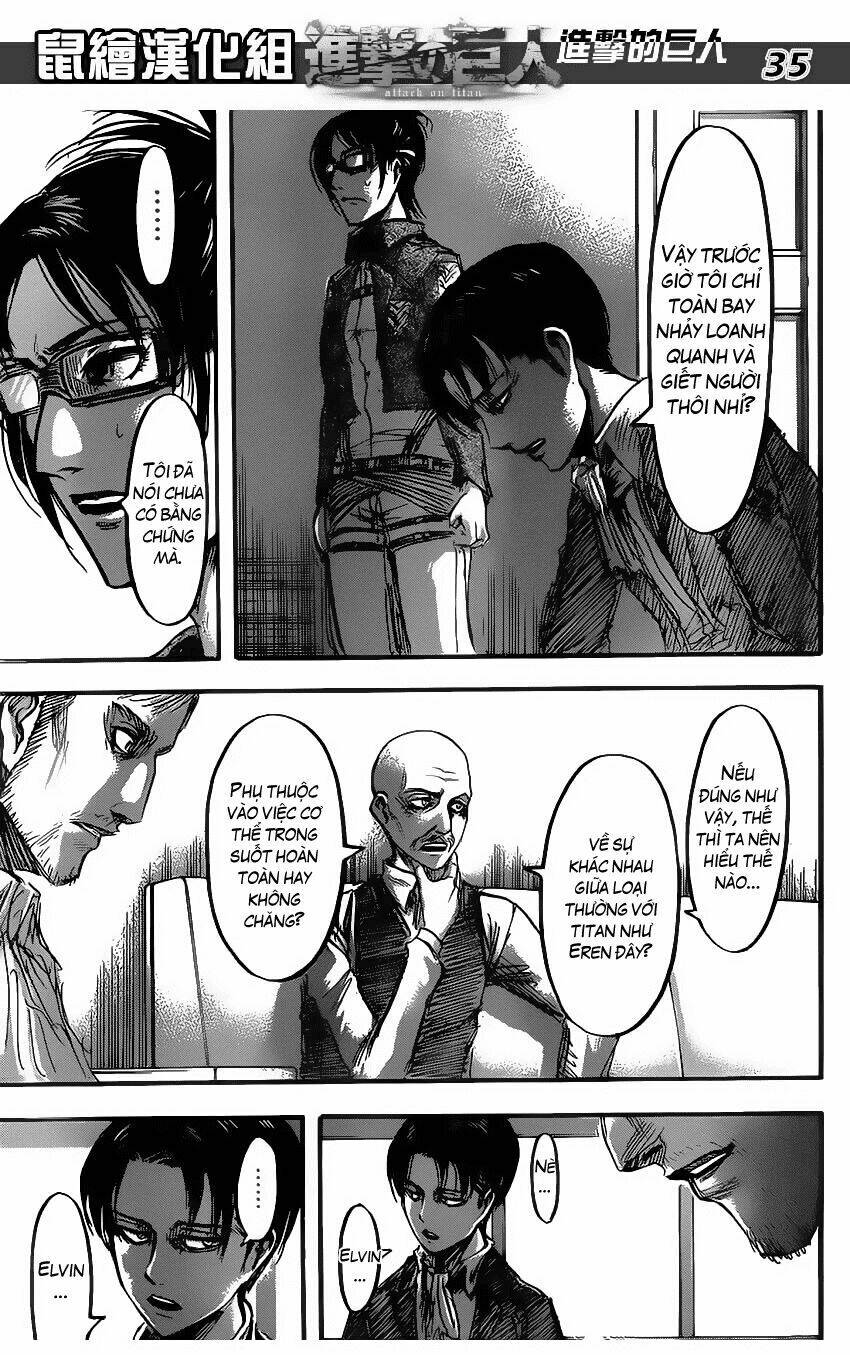 鼠繪漢化組
進撃の巨人
attack on titan
進擊的巨人
35
VẬY TRƯỚC
GIỜ TÔI CHỈ
TOÀN BAY
NHẢY LOANH
QUANH VÀ
GIẾT NGƯỜI
THÔI NHỈ?
.......
TÔI ĐÃ
NÓI CHƯA
CÓ BẰNG
CHỨNG
MÀ.
NẾU
ĐÚNG NHƯ
VẬY, THẾ
THÌ TA NÊN
HIỂU THẾ
NÀO...
VỀ SỰ
KHÁC NHAU
GIỮA LOẠI
THƯỜNG VỚI
TITAN NHƯ
EREN ĐÂY?
PHỤ THUỘC
VÀO VIỆC CƠ
THỂ TRONG
SUỐT HOÀN
TOÀN HAY
KHÔNG
CHĂNG?
NÈ
...
ELVIN?
...
......
ELVIN
...